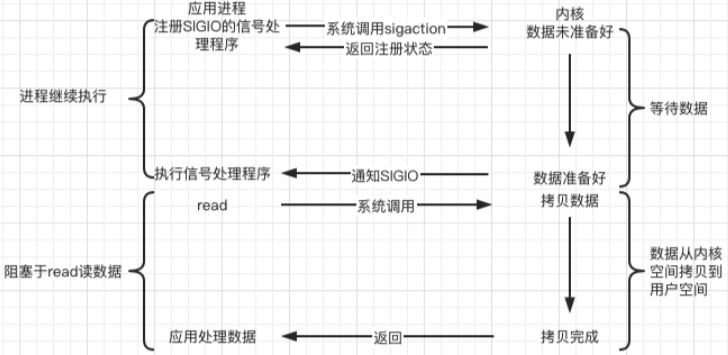 应用进程
注册SIGIO的信号处
理程序
系统调用sigaction
返回注册状态
内核
数据未准备好
进程继续执行
等待数据
执行信号处理程序
通知SIGIO
数据准备好
read
系统调用
拷贝数据
阻塞于read读数据
数据从内核
空间拷贝到
用户空间
应用处理数据
返回
拷贝完成